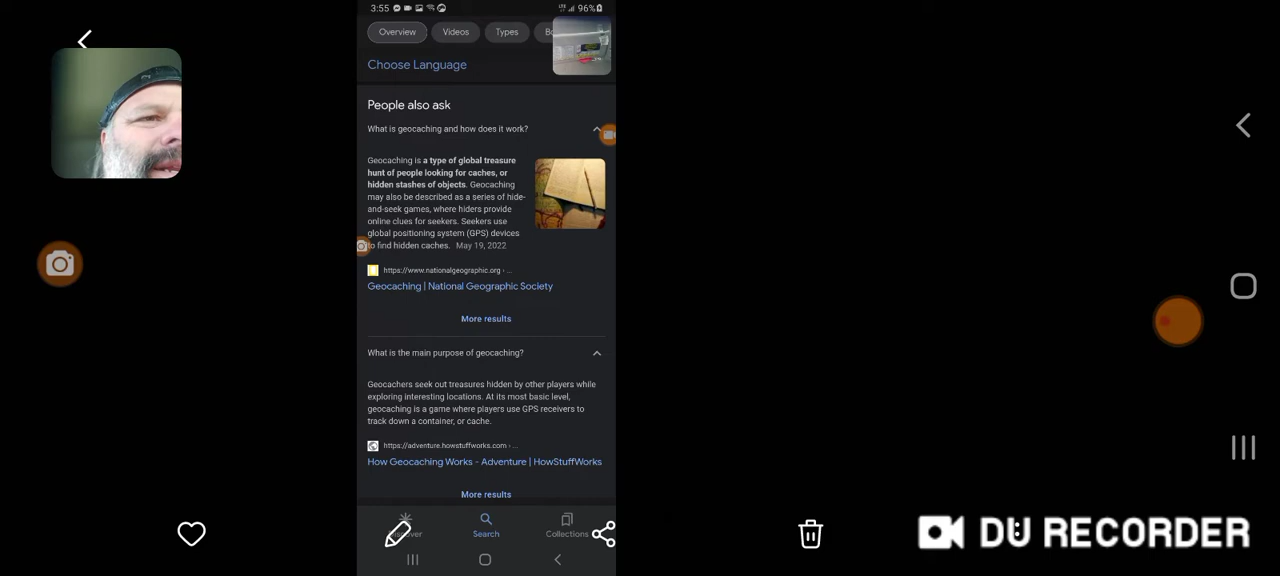 3:55
LTE 96%
Overview Videos Types
Choose Language
People also ask
What is geocaching and how does it work?
Geocaching is a type of global treasure
hunt of people looking for caches, or
hidden stashes of objects. Geocaching
may also be described as a series of hide-
and-seek games, where hiders provide
online clues for seekers. Seekers use
global positioning system (GPS) devices
to find hidden caches. May 19, 2022
https://www.nationalgeographic.org › ...
Geocaching | National Geographic Society
More results
What is the main purpose of geocaching?
Geocachers seek out treasures hidden by other players while
exploring interesting locations. At its most basic level,
geocaching is a game where players use GPS receivers to
track down a container, or cache.
https://adventure.howstuffworks.com › ...
How Geocaching Works - Adventure | HowStuffWorks
More results
Search Collections
DU RECORDER